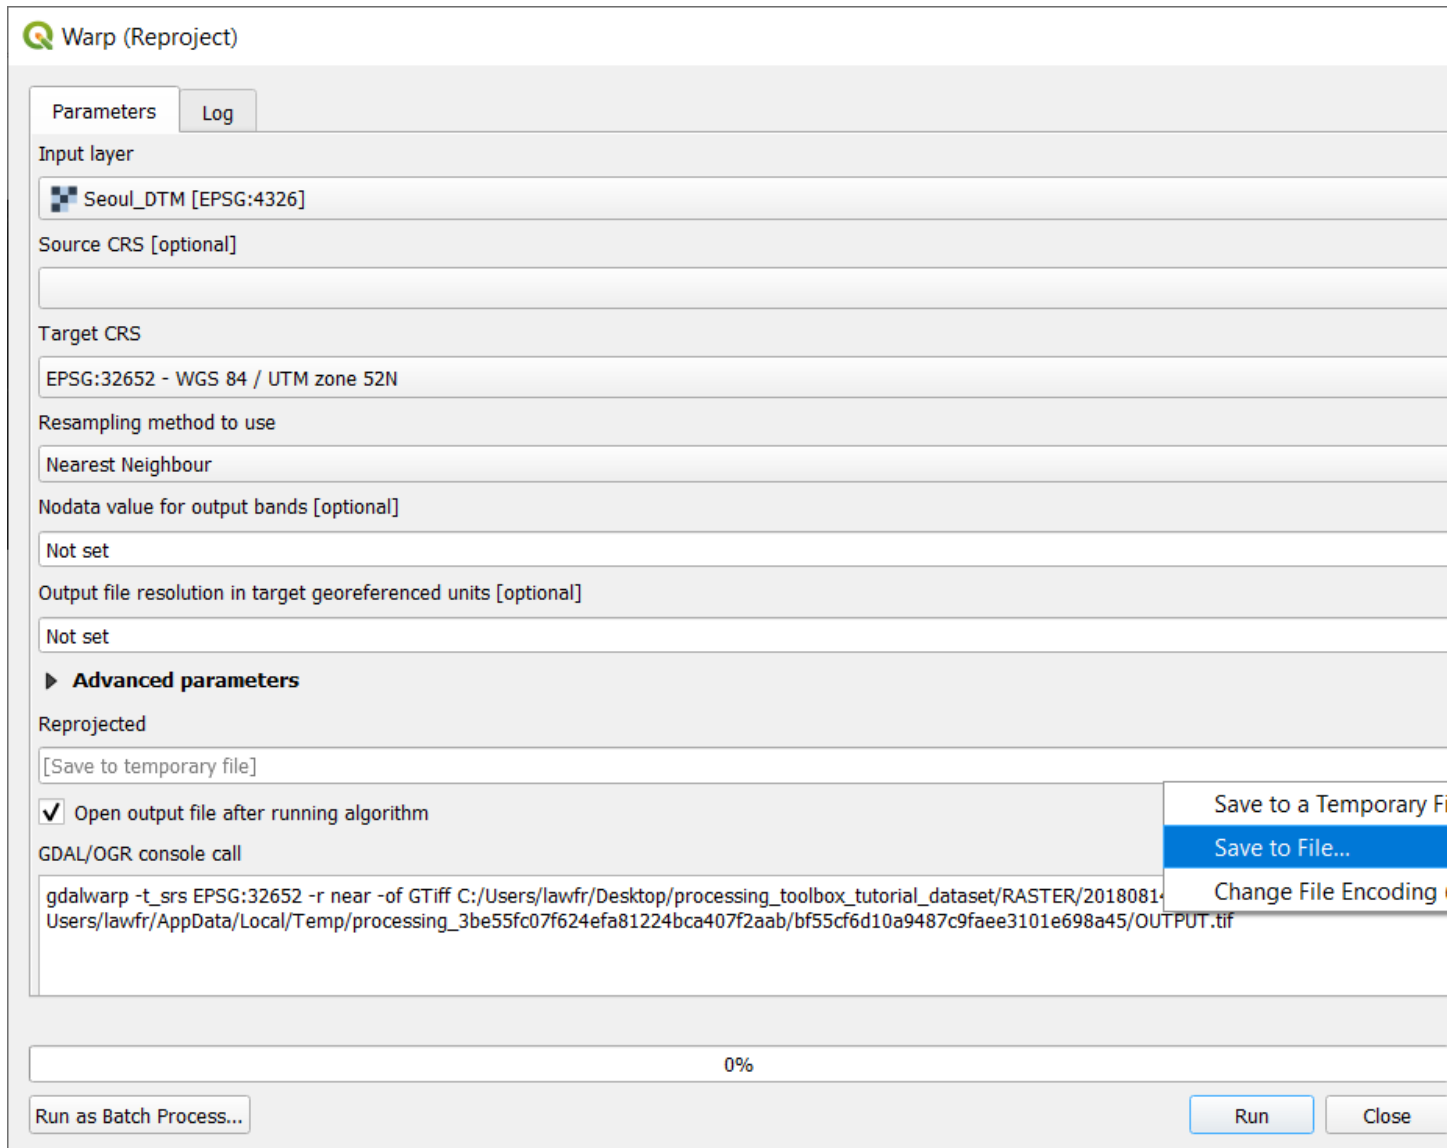 Warp (Reproject)
Parameters
Log
Input layer
Seoul_DTM [EPSG:4326]
Source CRS [optional]
Target CRS
EPSG:32652 - WGS 84 / UTM zone 52N
Resampling method to use
Nearest Neighbour
Nodata value for output bands [optional]
Not set
Output file resolution in target georeferenced units [optional]
Not set
Advanced parameters
Reprojected
[Save to temporary file]
Save to a Temporary
Open output file after running algorithm
Save to File...
GDAL/OGR console call
Change File Encoding
gdalwarp -t_srs EPSG:32652 -r near -of GTiff C:/Users/lawfr/Desktop/processing_toolbox_tutorial_dataset/RASTER/2018081
Users/lawfr/AppData/Local/Temp/processing_3be55fc07f624efa81224bca407f2aab/bf55cf6d10a9487c9faee3101e698a45/OUTPUT.tif
0%
Run as Batch Process...
Run
Close